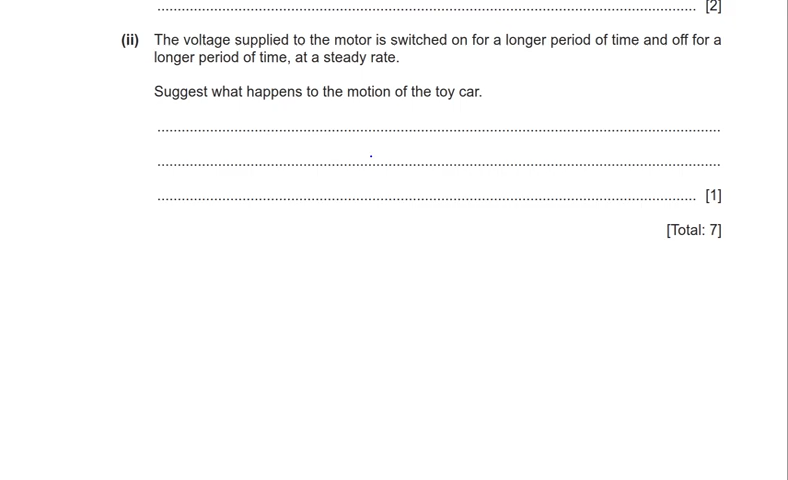 [2]
(ii) The voltage supplied to the motor is switched on for a longer period of time and off for a
longer period of time, at a steady rate.
Suggest what happens to the motion of the toy car.
[1]
[Total: 7]